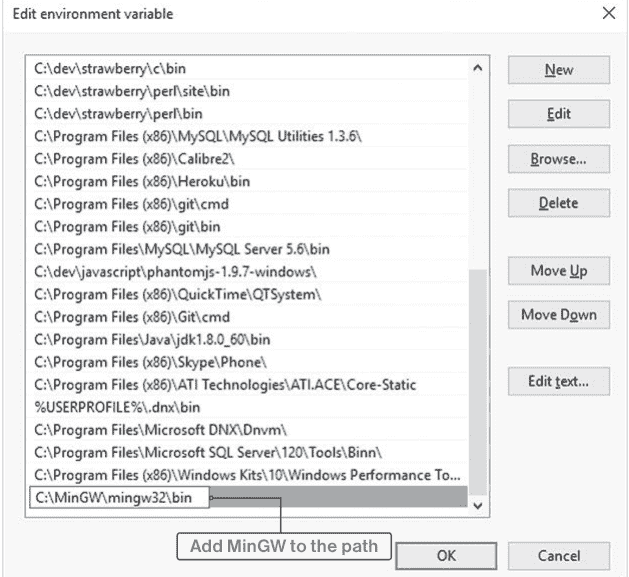 Edit environment variable
C:\dev\strawberry\c\bin
C:\dev\strawberry\perl\site\bin
C:\dev\strawberry\perl\bin
C:\Program Files (x86)\MySQL\MySQL Utilities 1.3.6\
C:\Program Files (x86)\Calibre2\
C:\Program Files (x86)\Heroku\bin
C:\Program Files (x86)\git\cmd
C:\Program Files (x86)\git\bin
C:\Program Files\MySQL\MySQL Server 5.6\bin
C:\dev\javascript\phantomjs-1.9.7-windows\
C:\Program Files (x86)\QuickTime\QTSystem\
C:\Program Files (x86)\Git\cmd
C:\Program Files\Java\jdk1.8.0_60\bin
C:\Program Files (x86)\Skype\Phone\
C:\Program Files (x86)\ATI Technologies\ATI.ACE\Core-Static
%USERPROFILE%\.dnx\bin
C:\Program Files\Microsoft DNX\Dnvm\
C:\Program Files\Microsoft SQL Server\120\Tools\Binn\
C:\Program Files (x86)\Windows Kits\10\Windows Performance To...
C:\MinGW\mingw32\bin
Add MinGW to the path
New
Edit
Browse...
Delete
Move Up
Move Down
Edit text...
OK
Cancel